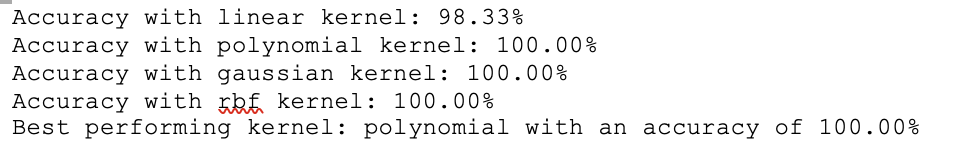 Accuracy with linear kernel: 98.33%
Accuracy with polynomial kernel: 100.00%
Accuracy with gaussian kernel: 100.00%
Accuracy with rbf kernel: 100.00%
Best performing kernel: polynomial with an accuracy of 100.00%